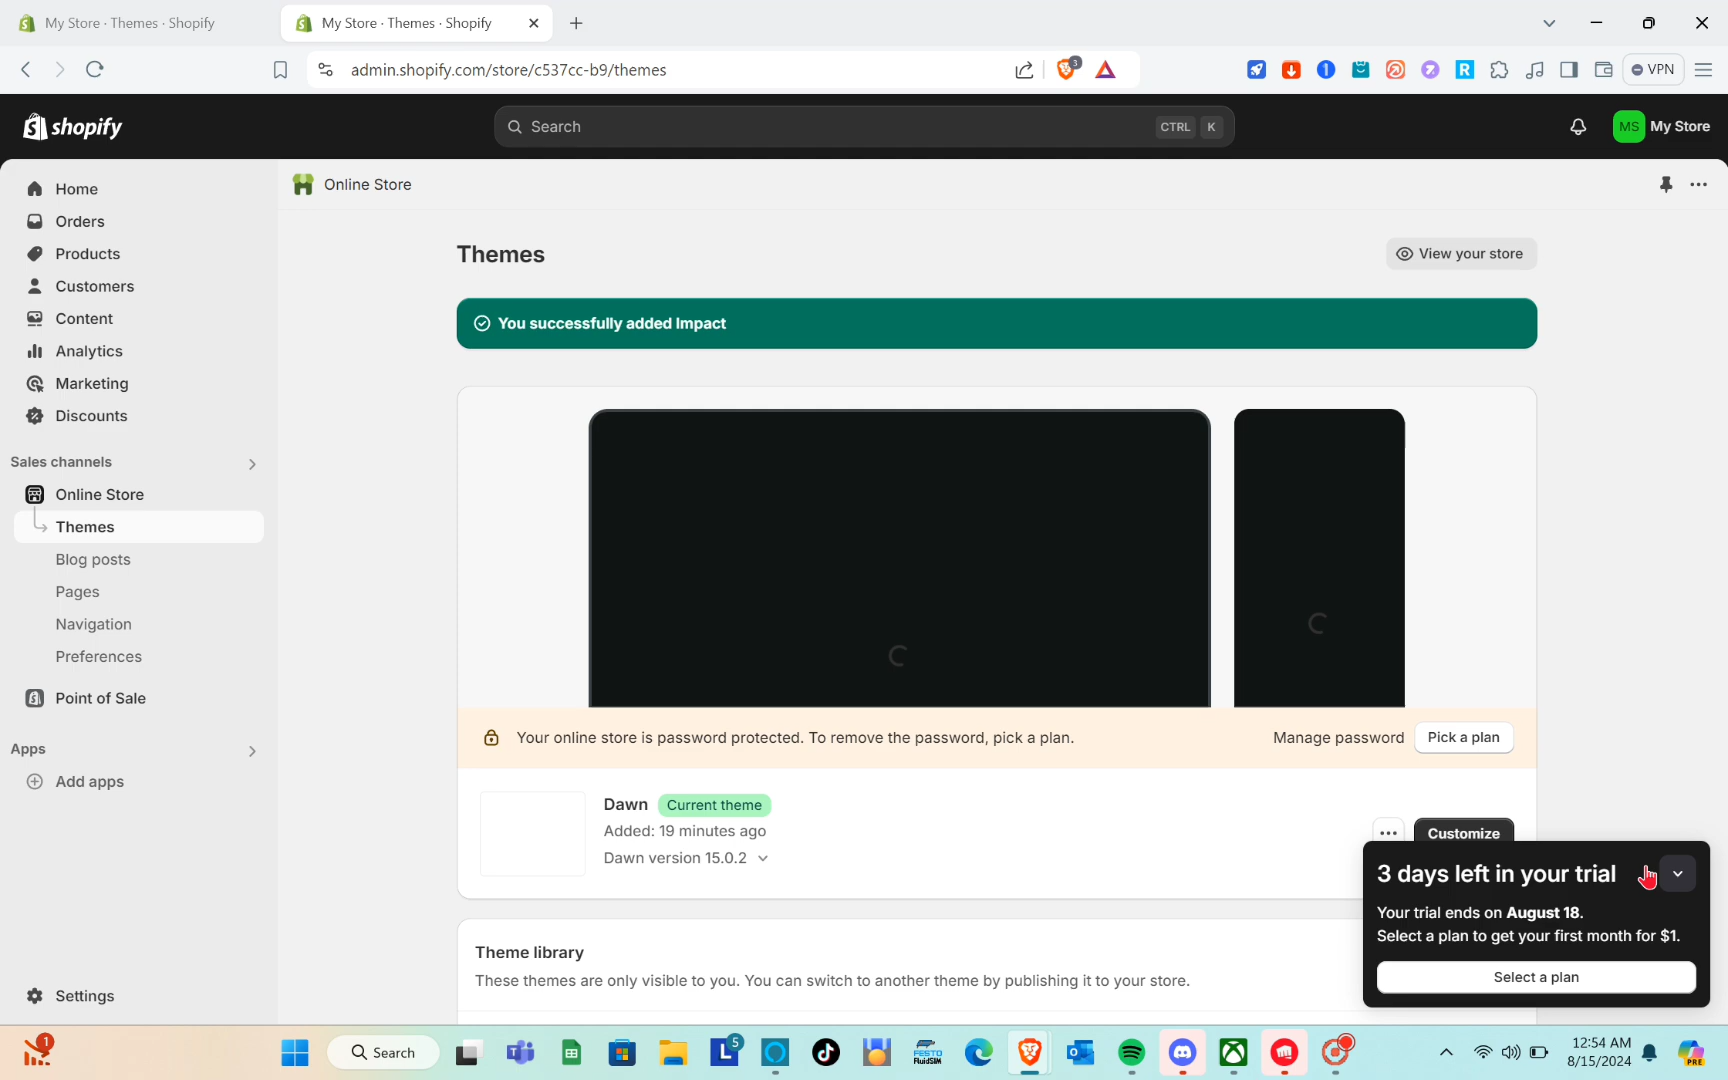 My Store · Themes · Shopify
My Store · Themes · Shopify
admin.shopify.com/store/c537cc-b9/themes
3
1
R
VPN
shopify
Search
CTRL K
MS My Store
Home
Orders
Products
Customers
Content
Analytics
Marketing
Discounts
Sales channels
Online Store
Themes
Blog posts
Pages
Navigation
Preferences
Point of Sale
Apps
Add apps
Settings
Online Store
Themes
View your store
You successfully added Impact
Your online store is password protected. To remove the password, pick a plan.
Manage password
Pick a plan
Dawn Current theme
Added: 19 minutes ago
Dawn version 15.0.2
Customize
Theme library
These themes are only visible to you. You can switch to another theme by publishing it to your store.
3 days left in your trial
Your trial ends on August 18.
Select a plan to get your first month for $1.
Select a plan
1
Search
L 5
FESTO
FluidSIM
12:54 AM
8/15/2024
PRE